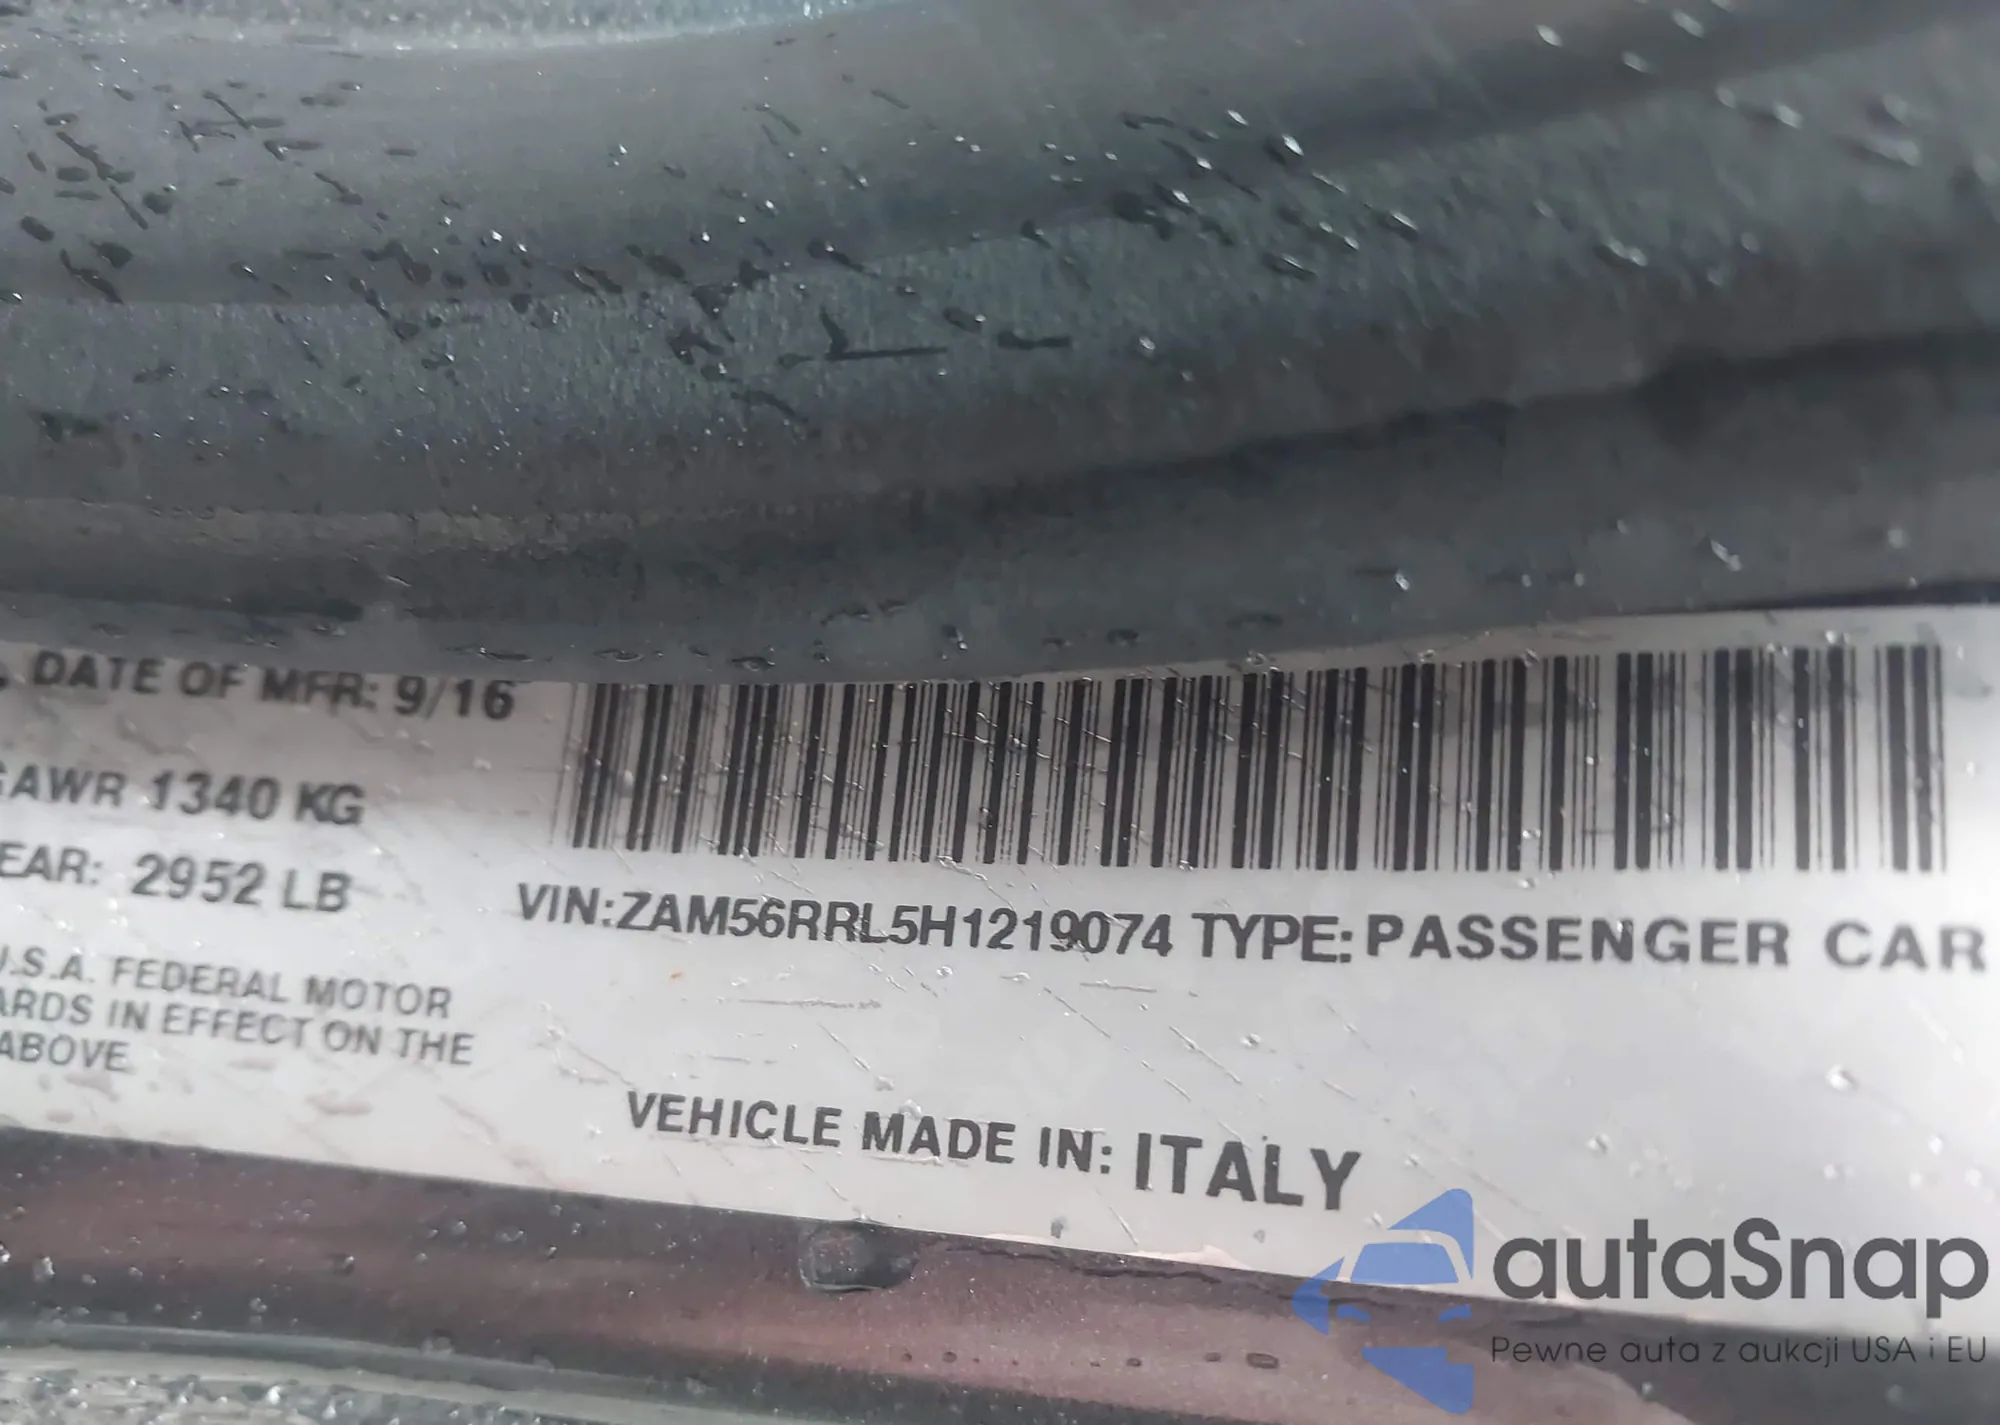 DATE OF MFR: 9/16
GAWR 1340 KG
EAR: 2952 LB
VIN:ZAM56RRL5H1219074 TYPE: PASSENGER CAR
U.S.A. FEDERAL MOTOR
ARDS IN EFFECT ON THE
ABOVE
VEHICLE MADE IN: ITALY
autaSnap
Pewne auta z aukcji USA i EU